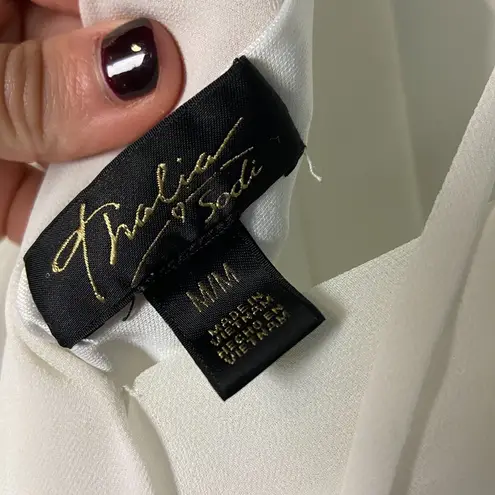 Thalia
Sodi
M/M
MADE IN
VIETNAM
HECHO EN
VIETNAM